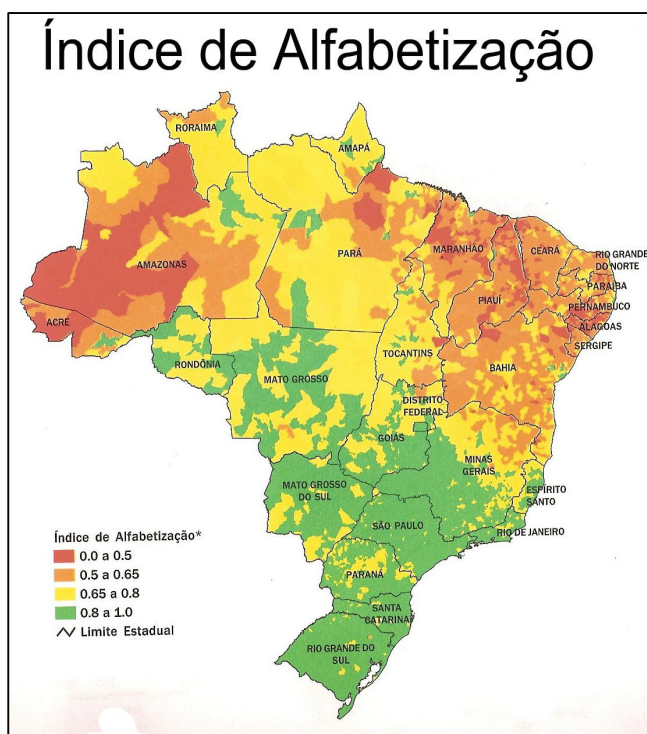 Índice de Alfabetização
RORAIMA
AMAPÁ
AMAZONAS
PARÁ
MARANHÃO
CEARÁ
RIO GRANDE
DO NORTE
PARAÍBA
PIAUÍ
PERNAMBUCO
ACRE
ALAGOAS
SERGIPE
TOCANTINS
BAHIA
RONDÔNIA
MATO GROSSO
DISTRITO
FEDERAL
GOIÁS
MINAS
GERAIS
MATO GROSSO
DO SUL
ESPÍRITO
SANTO
SÃO PAULO
RIO DE JANEIRO
Índice de Alfabetização*
0.0 a 0.5
0.5 a 0.65
0.65 a 0.8
0.8 a 1.0
Limite Estadual
PARANÁ
SANTA
CATARINA
RIO GRANDE DO
SUL